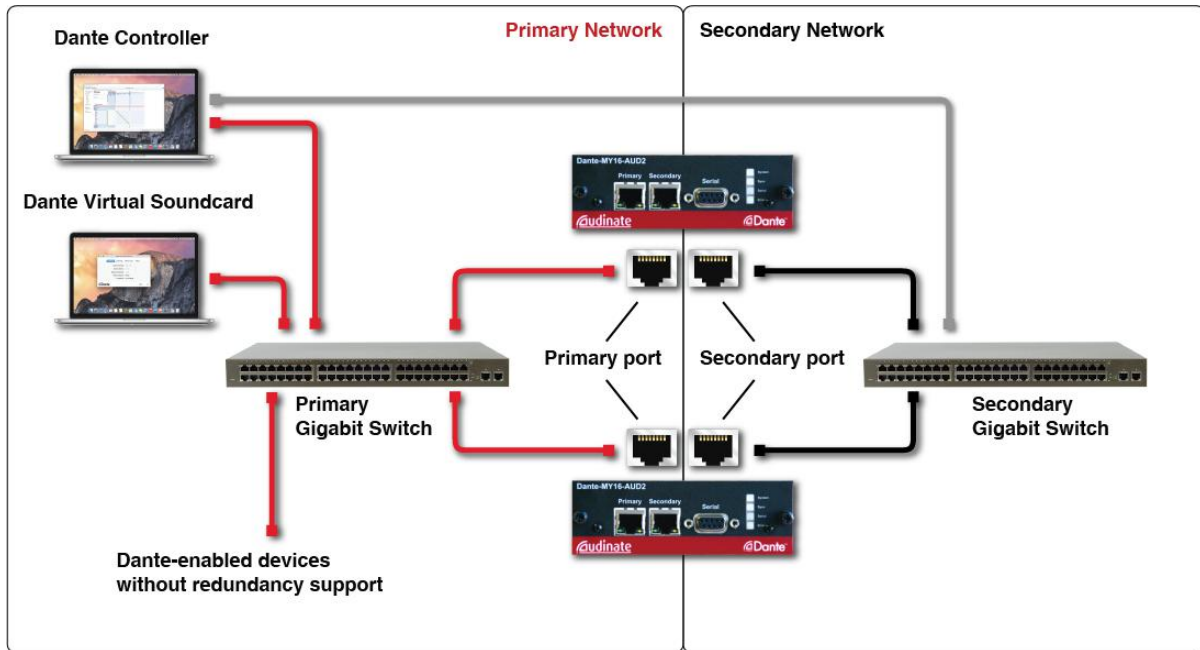 Dante Controller
Primary Network
Secondary Network
Dante Virtual Soundcard
Dante-MY16-AUD2
Primary
Secondary
Serial
Audinate
Dante
Primary port
Secondary port
Primary
Gigabit Switch
Secondary
Gigabit Switch
Dante-MY16-AUD2
Primary
Secondary
Serial
Audinate
Dante
Dante-enabled devices
without redundancy support